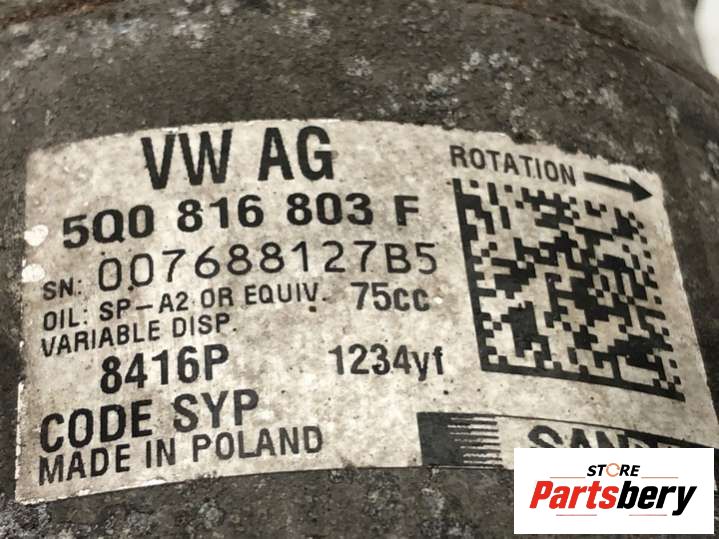 VW AG
ROTATION
5Q0 816 803 F
SN: 007688127B5
OIL: SP-A2 OR EQUIV. 75cc
VARIABLE DISP.
8416P 1234yf
CODE SYP
MADE IN POLAND
STORE
Partsbery